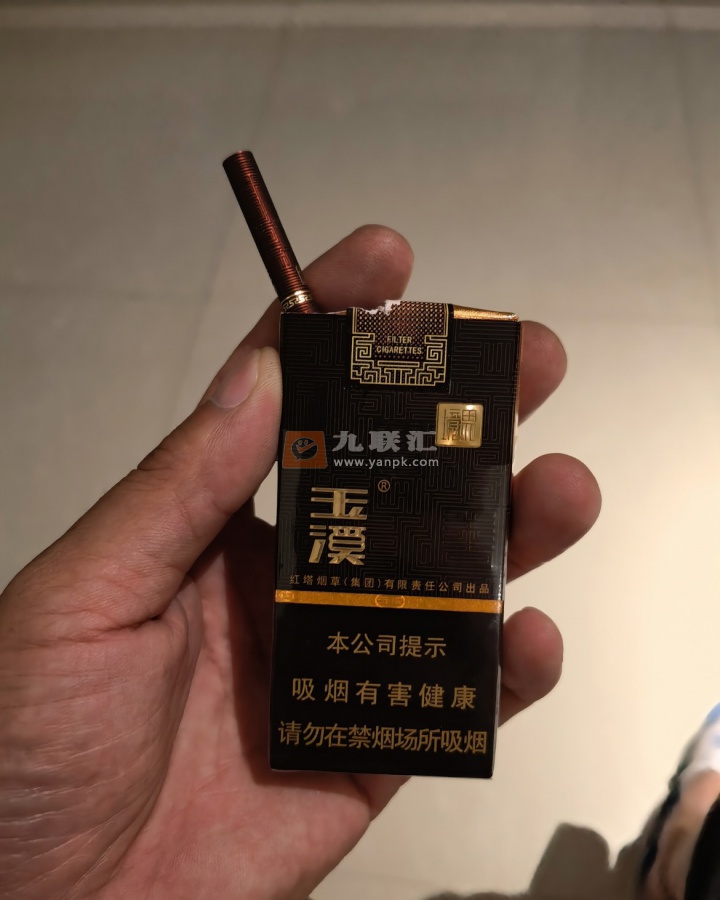 FILTER
CIGARETTES
境界
九联汇
www.yanpk.com
玉溪®
红塔烟草(集团)有限责任公司出品
本公司提示
吸烟有害健康
请勿在禁烟场所吸烟